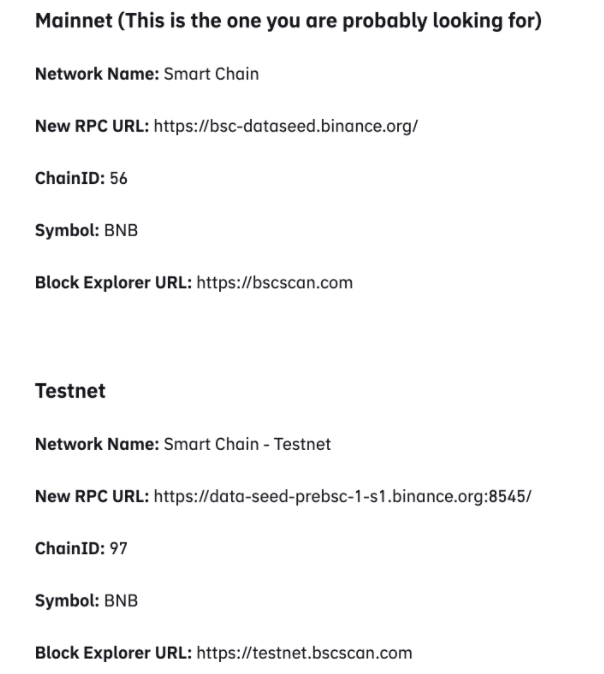 Mainnet (This is the one you are probably looking for)
Network Name: Smart Chain
New RPC URL: https://bsc-dataseed.binance.org/
ChainID: 56
Symbol: BNB
Block Explorer URL: https://bscscan.com
Testnet
Network Name: Smart Chain - Testnet
New RPC URL: https://data-seed-prebsc-1-s1.binance.org:8545/
ChainID: 97
Symbol: BNB
Block Explorer URL: https://testnet.bscscan.com